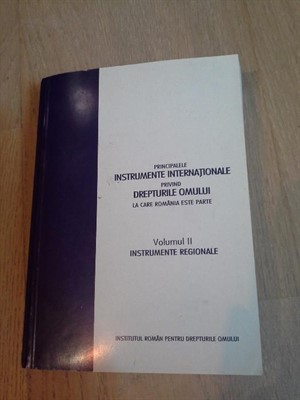 PRINCIPALELE
INSTRUMENTE INTERNAŢIONALE
PRIVIND
DREPTURILE OMULUI
LA CARE ROMÂNIA ESTE PARTE
Volumul II
INSTRUMENTE REGIONALE
INSTITUTUL ROMÂN PENTRU DREPTURILE OMULUI